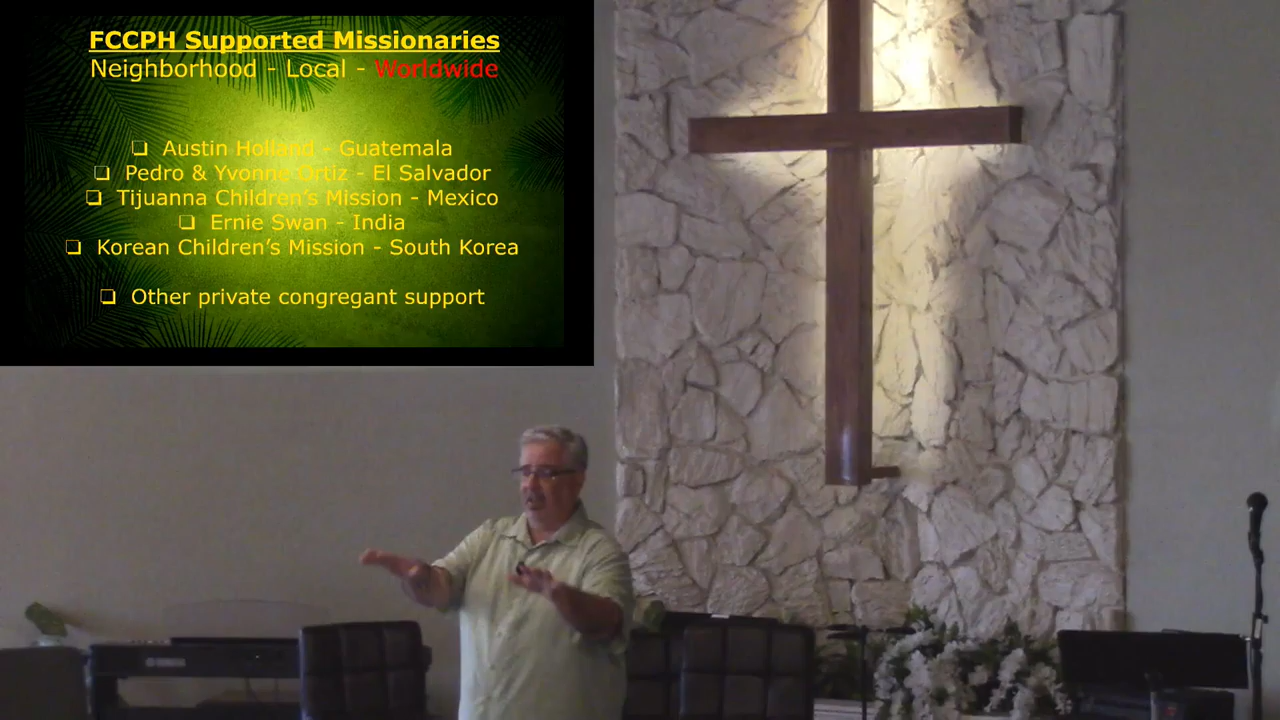 FCCPH Supported Missionaries
Neighborhood - Local - Worldwide
❏ Austin Holland - Guatemala
❏ Pedro & Yvonne Ortiz - El Salvador
❏ Tijuanna Children's Mission - Mexico
❏ Ernie Swan - India
❏ Korean Children's Mission - South Korea
❏ Other private congregant support